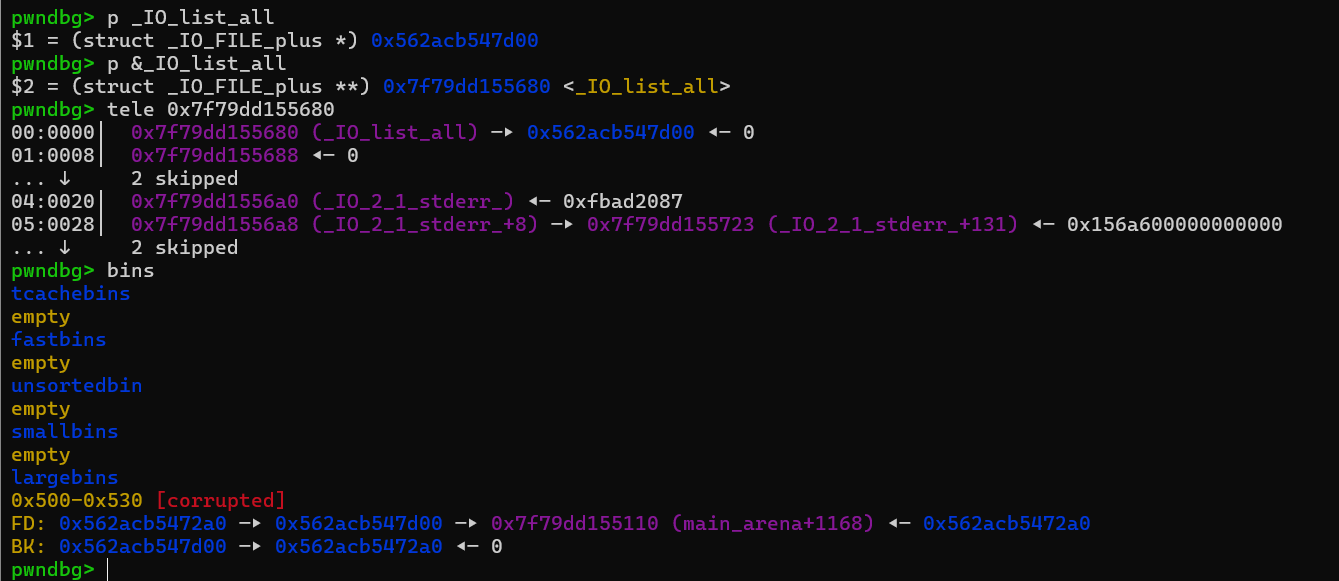 pwndbg> p _IO_list_all
$1 = (struct _IO_FILE_plus *) 0x562acb547d00
pwndbg> p &_IO_list_all
$2 = (struct _IO_FILE_plus **) 0x7f79dd155680 <_IO_list_all>
pwndbg> tele 0x7f79dd155680
00:0000│ 0x7f79dd155680 (_IO_list_all) —▸ 0x562acb547d00 ◂— 0
01:0008│ 0x7f79dd155688 ◂— 0
... ↓ 2 skipped
04:0020│ 0x7f79dd1556a0 (_IO_2_1_stderr_) ◂— 0xfbad2087
05:0028│ 0x7f79dd1556a8 (_IO_2_1_stderr_+8) —▸ 0x7f79dd155723 (_IO_2_1_stderr_+131) ◂— 0x156a600000000000
... ↓ 2 skipped
pwndbg> bins
tcachebins
empty
fastbins
empty
unsortedbin
empty
smallbins
empty
largebins
0x500-0x530 [corrupted]
FD: 0x562acb5472a0 —▸ 0x562acb547d00 —▸ 0x7f79dd155110 (main_arena+1168) ◂— 0x562acb5472a0
BK: 0x562acb547d00 —▸ 0x562acb5472a0 ◂— 0
pwndbg>